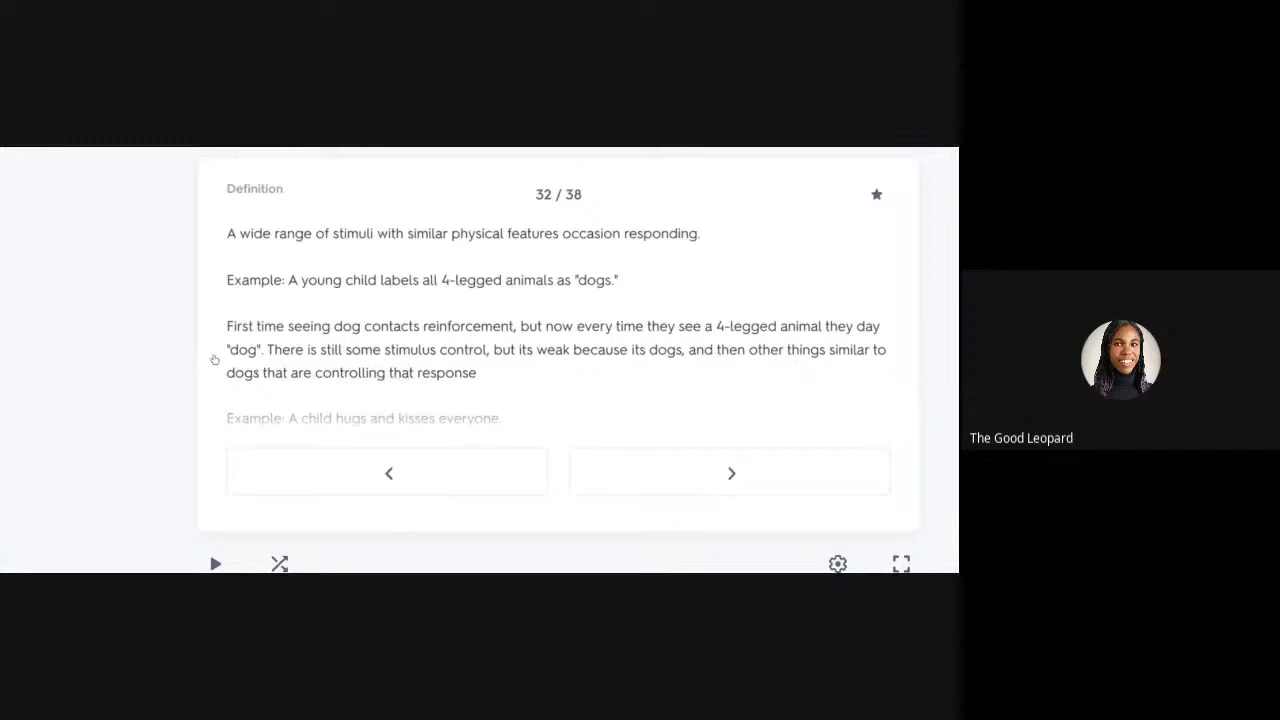 Definition
32 / 38
A wide range of stimuli with similar physical features occasion responding.
Example: A young child labels all 4-legged animals as "dogs."
First time seeing dog contacts reinforcement, but now every time they see a 4-legged animal they day
"dog". There is still some stimulus control, but its weak because its dogs, and then other things similar to
dogs that are controlling that response
Example: A child hugs and kisses everyone.
The Good Leopard